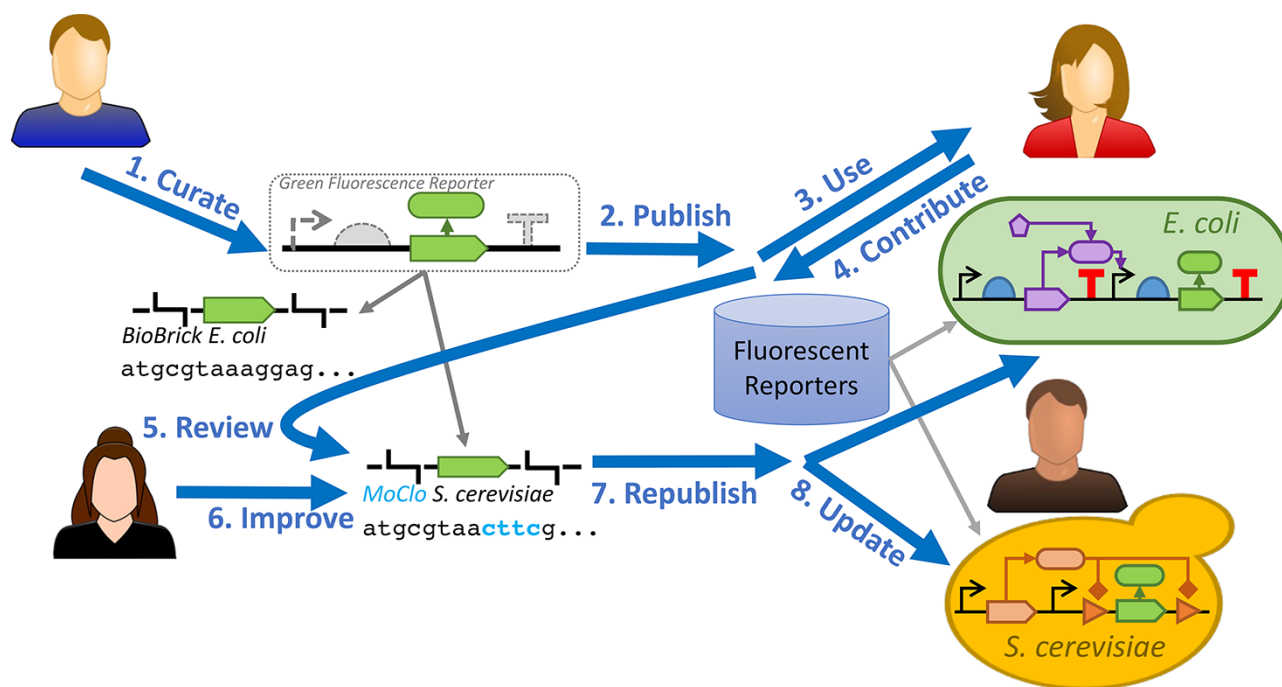 1. Curate
Green Fluorescence Reporter
2. Publish
3. Use
4. Contribute
E. coli
BioBrick E. coli
atgcgtaaaggag...
Fluorescent
Reporters
5. Review
6. Improve
MoClo S. cerevisiae
atgcgtaacttcg...
7. Republish
8. Update
S. cerevisiae